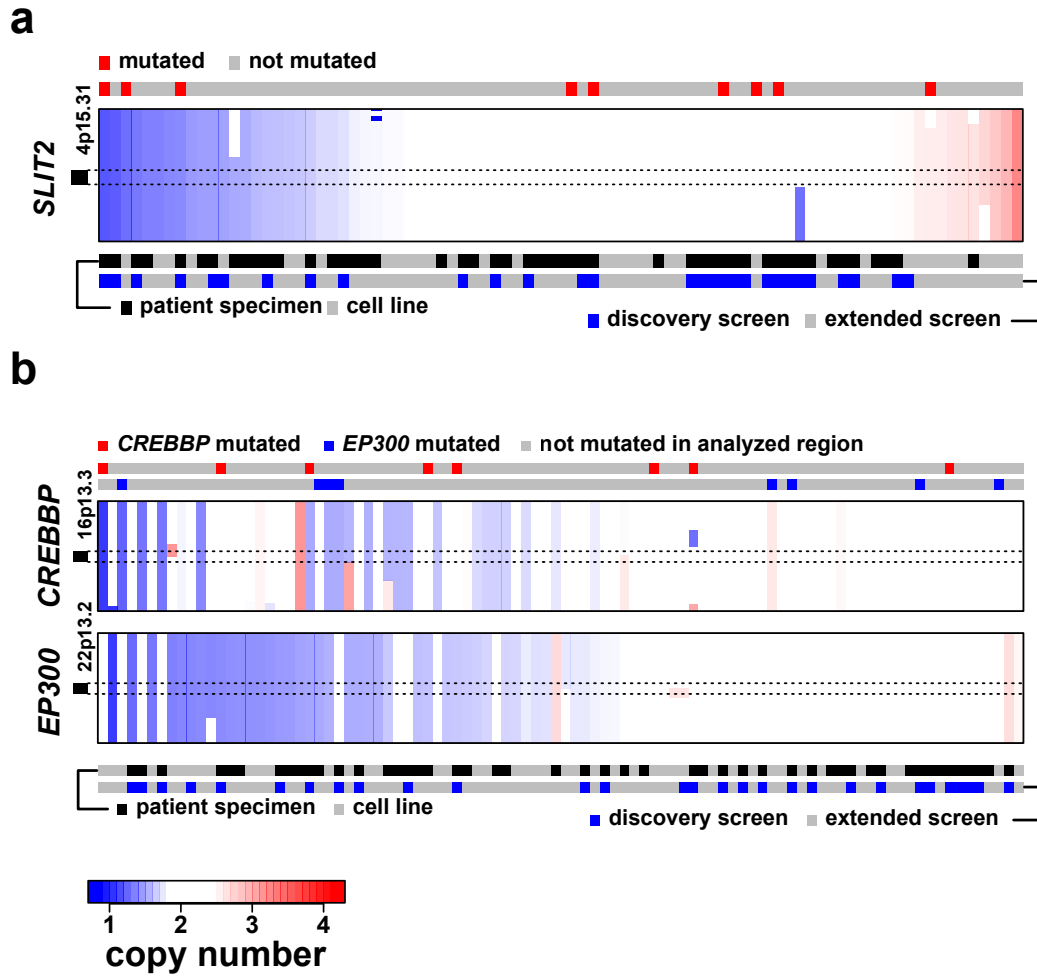 a
mutated not mutated
4p15.31
SLIT2
patient specimen cell line
discovery screen extended screen
b
CREBBP mutated EP300 mutated not mutated in analyzed region
16p13.3
CREBBP
22p13.2
EP300
patient specimen cell line
discovery screen extended screen
1 2 3 4
copy number